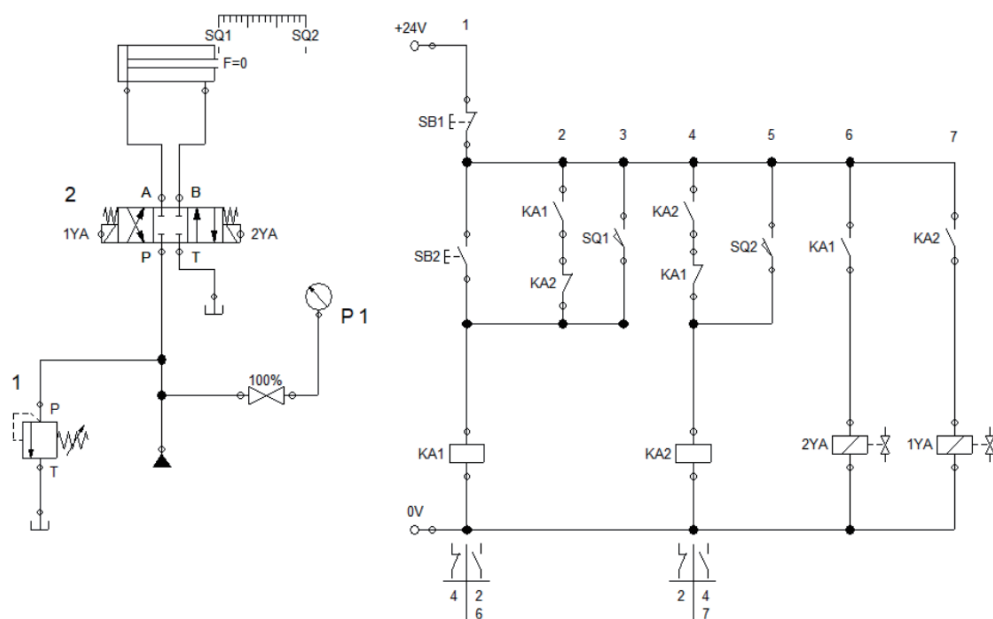 SQ1 SQ2
F=0
2
A B
1YA 2YA
P T
P 1
100%
1
P
T
+24V
1
SB1
2 3 4 5 6 7
KA1 KA2 KA1 KA2
SQ1 SQ2
SB2
KA2 KA1
KA1 KA2 2YA 1YA
0V
4 2 2 4
6 7